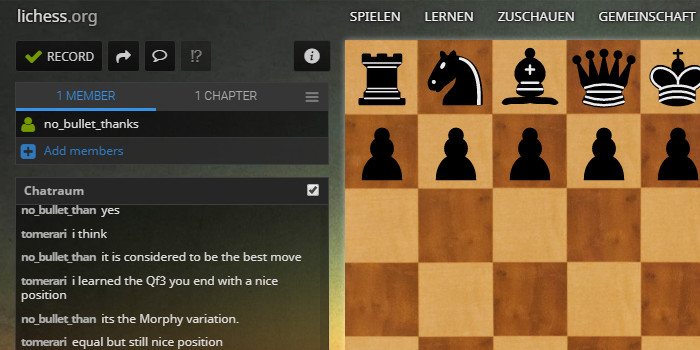 lichess.org
SPIELEN LERNEN ZUSCHAUEN GEMEINSCHAFT
RECORD !?
1 MEMBER 1 CHAPTER
no_bullet_thanks
Add members
Chatraum
no_bullet_than yes
tomerari i think
no_bullet_than it is considered to be the best move
tomerari i learned the Qf3 you end with a nice
position
no_bullet_than its the Morphy variation.
tomerari equal but still nice position